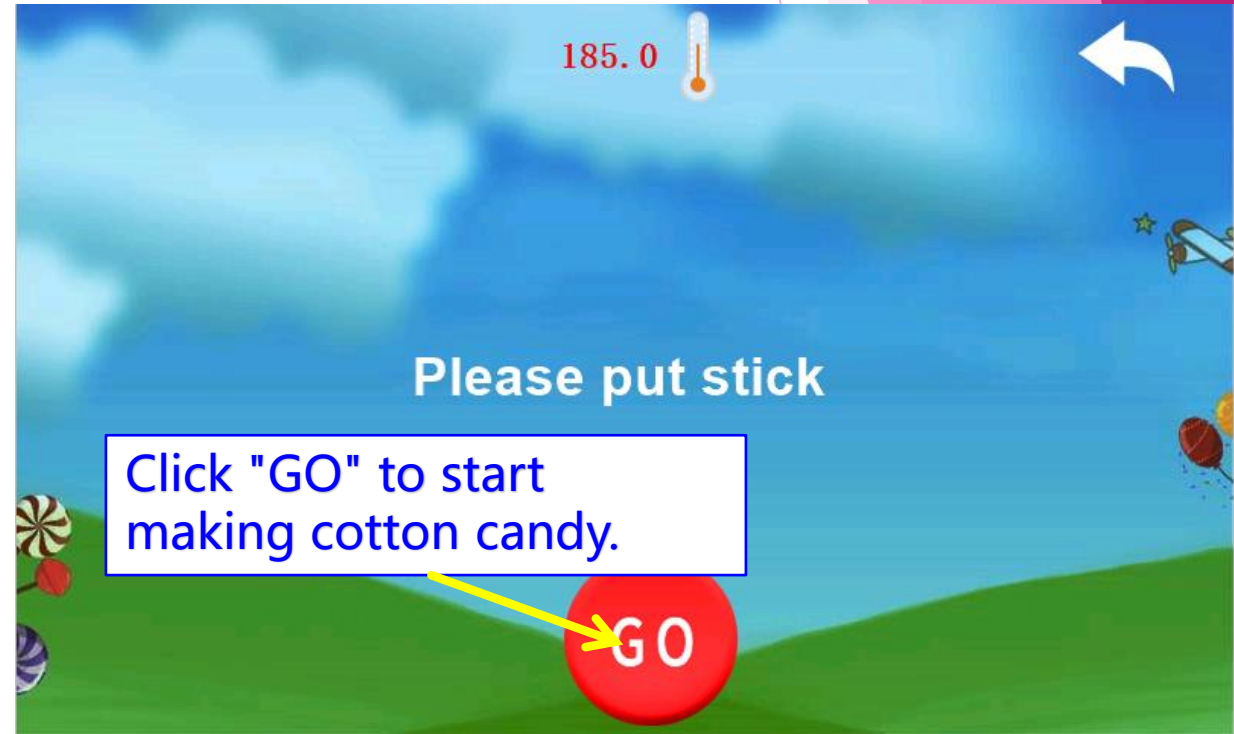 185. 0
Please put stick
Click "GO" to start
making cotton candy.
GO